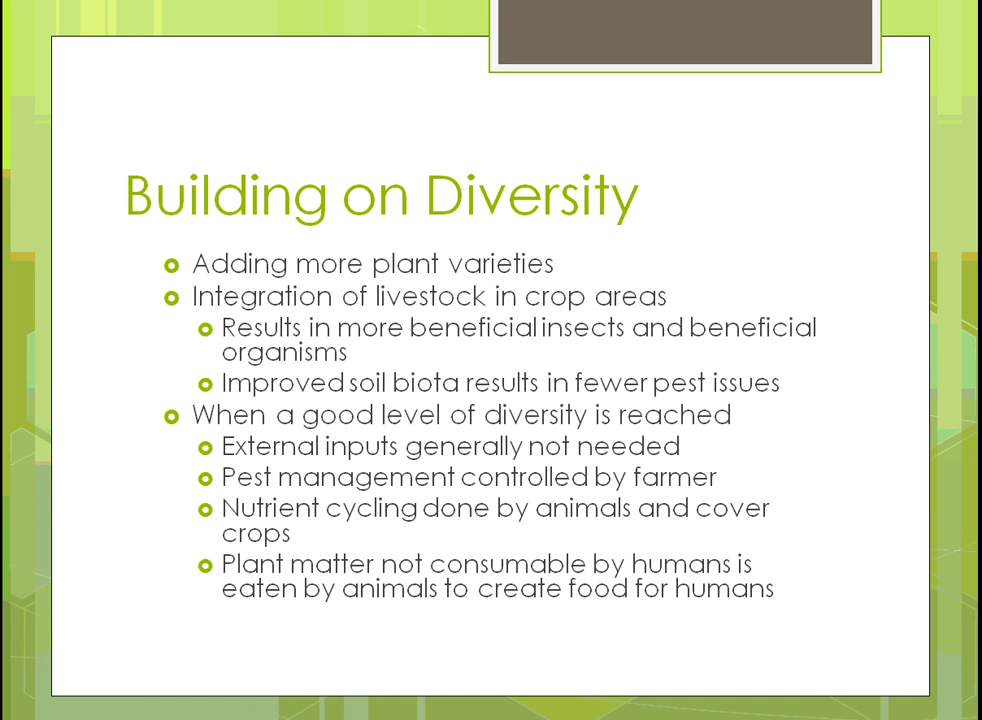 Building on Diversity
Adding more plant varieties
Integration of livestock in crop areas
Results in more beneficial insects and beneficial
organisms
Improved soil biota results in fewer pest issues
When a good level of diversity is reached
External inputs generally not needed
Pest management controlled by farmer
Nutrient cycling done by animals and cover
crops
Plant matter not consumable by humans is
eaten by animals to create food for humans